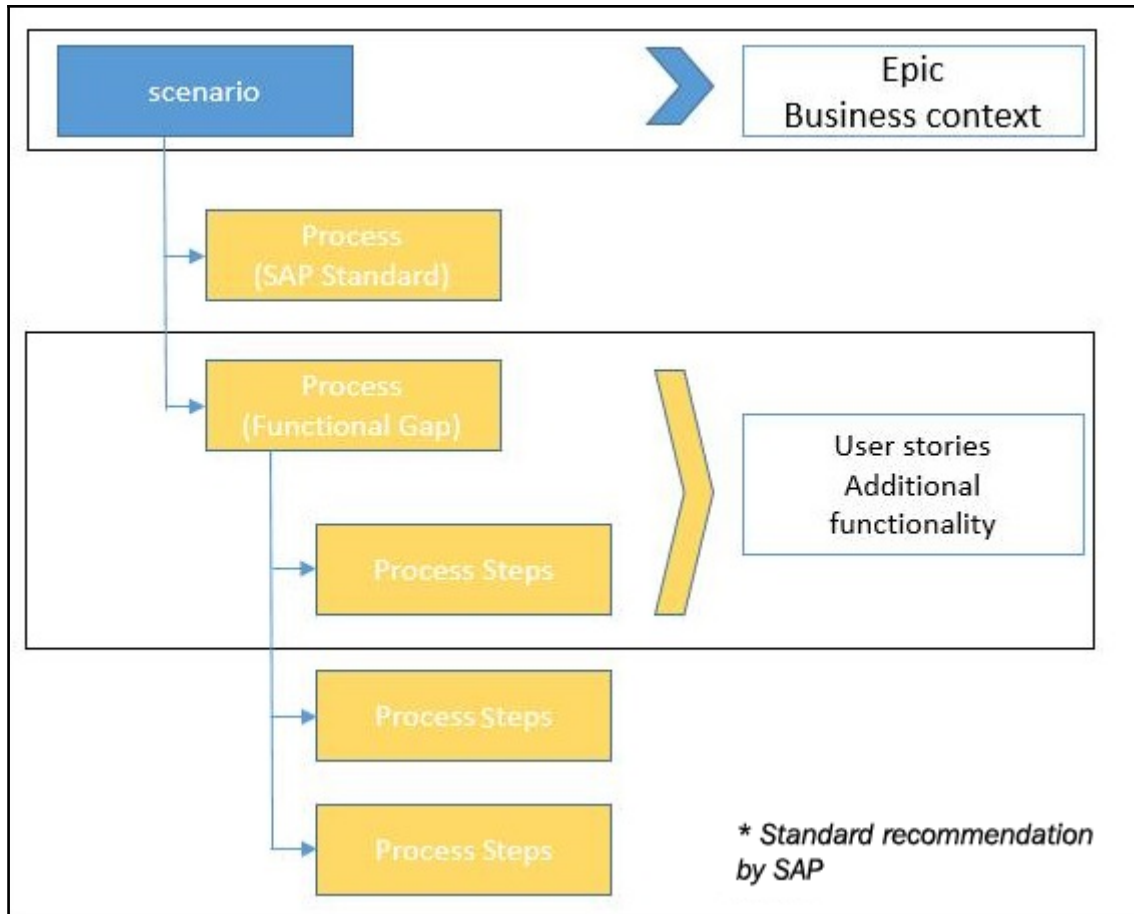 scenario
Epic
Business context
Process
(SAP Standard)
Process
(Functional Gap)
User stories
Additional
functionality
Process Steps
Process Steps
Process Steps
* Standard recommendation
by SAP